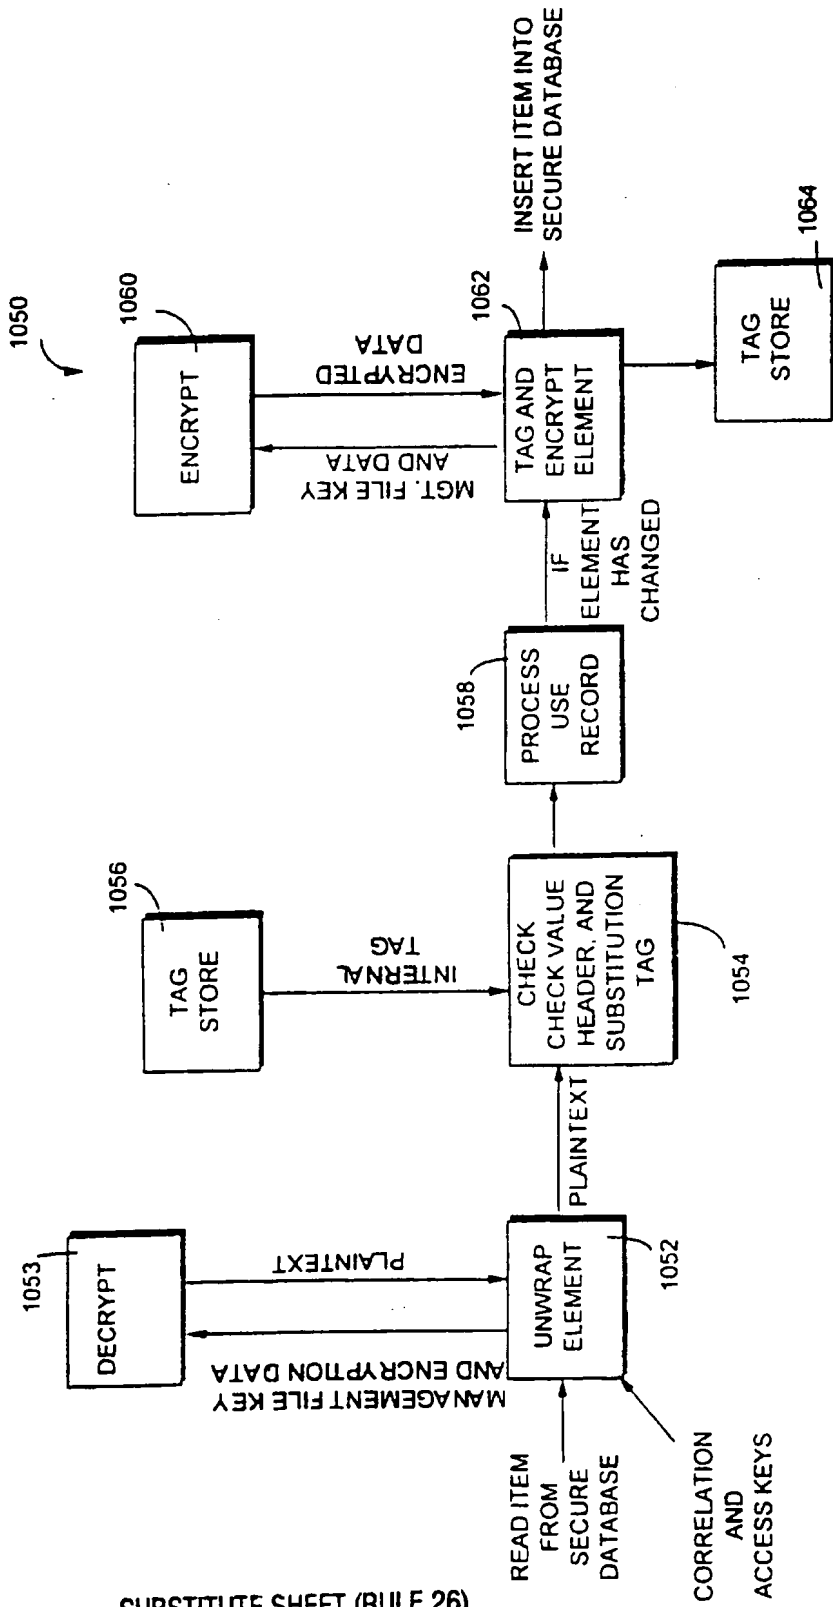 1050
1053
DECRYPT
MANAGEMENT FILE KEY
AND ENCRYPTION DATA
PLAINTEXT
READ ITEM
FROM
SECURE
DATABASE
CORRELATION
AND
ACCESS KEYS
UNWRAP
ELEMENT
1052
PLAINTEXT
1056
TAG
STORE
INTERNAL
TAG
CHECK
CHECK VALUE
HEADER, AND
SUBSTITUTION
TAG
1054
1058
PROCESS
USE
RECORD
IF
ELEMENT
HAS
CHANGED
1060
ENCRYPT
MGT. FILE KEY
AND DATA
ENCRYPTED
DATA
1062
TAG AND
ENCRYPT
ELEMENT
INSERT ITEM INTO
SECURE DATABASE
TAG
STORE
1064
SUBSTITUTE SHEET (RULE 26)